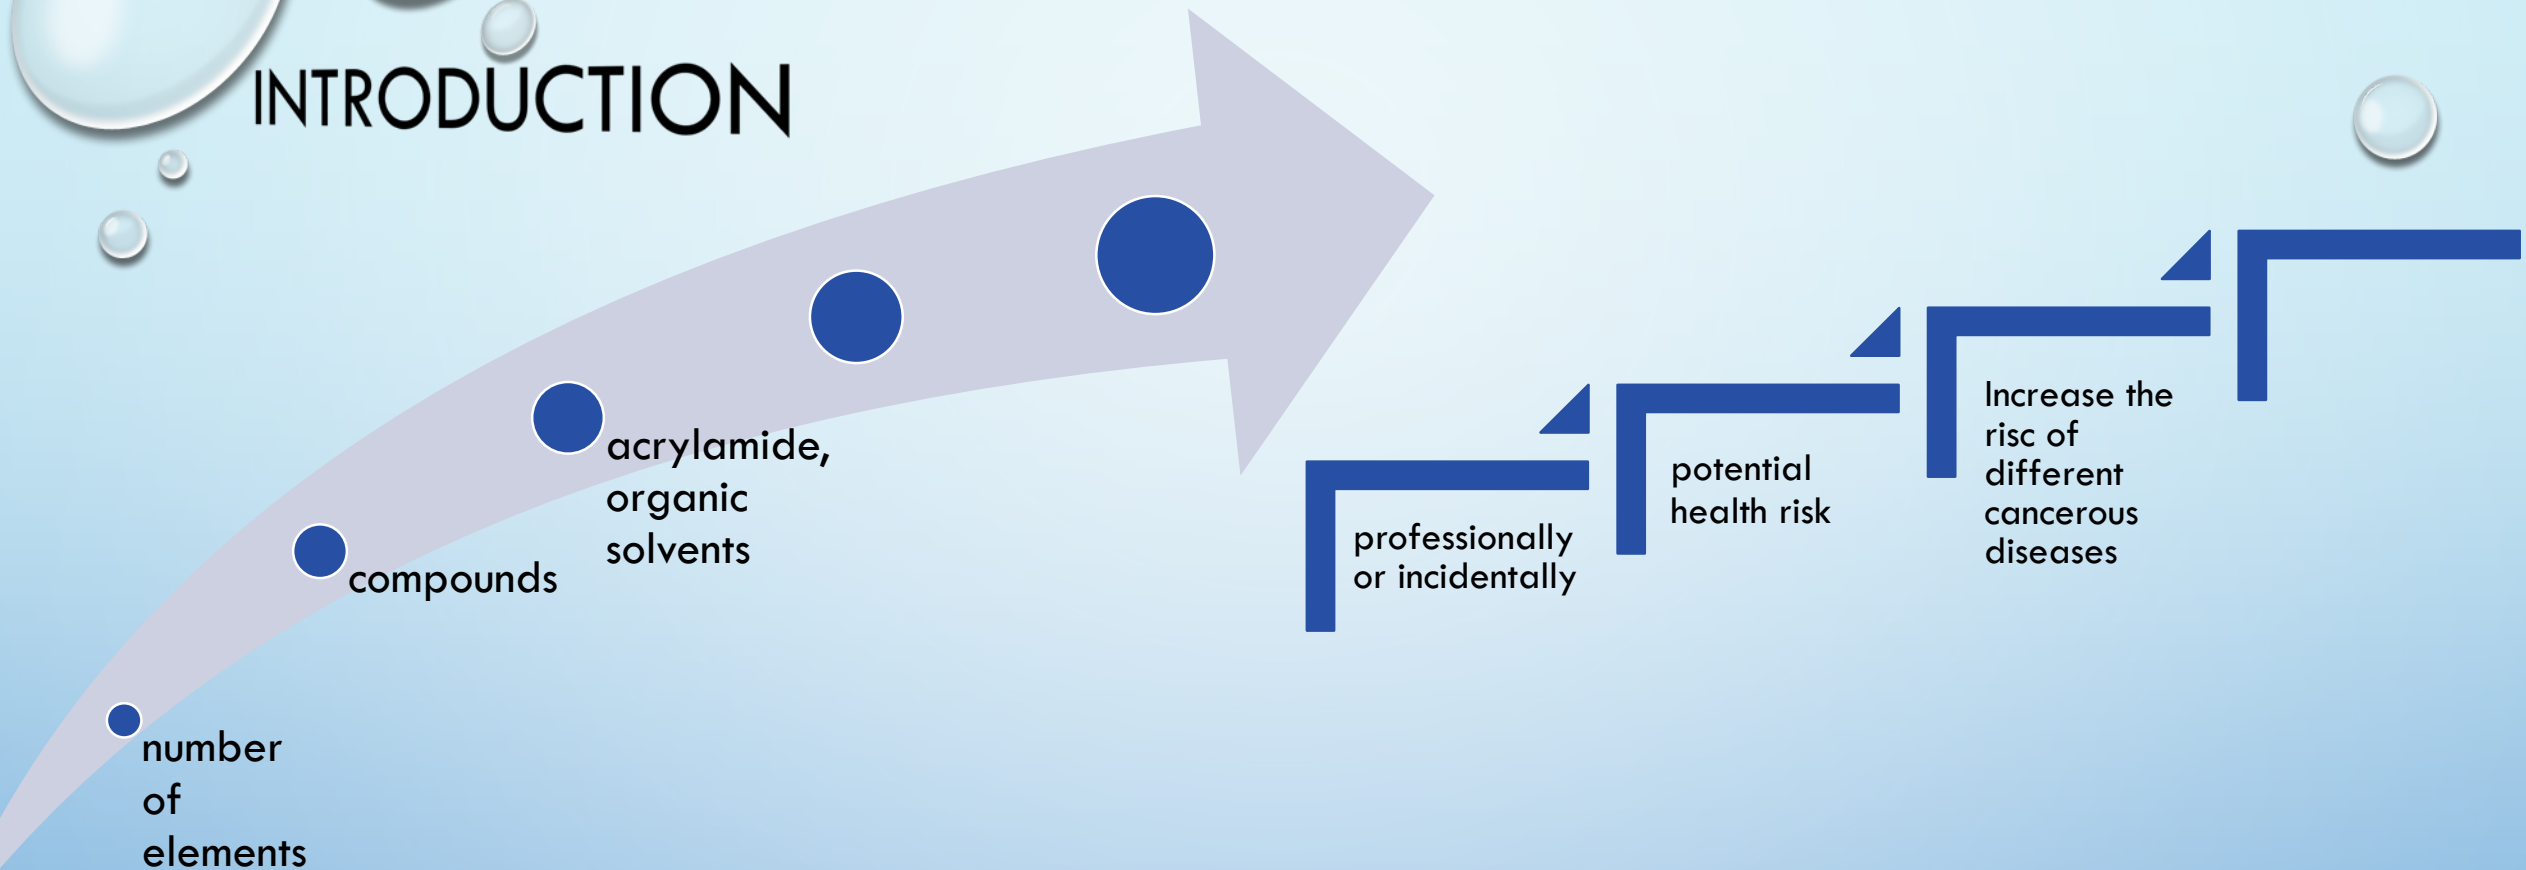 INTRODUCTION
number
of
elements
compounds
acrylamide,
organic
solvents
professionally
or incidentally
potential
health risk
Increase the
risc of
different
cancerous
diseases